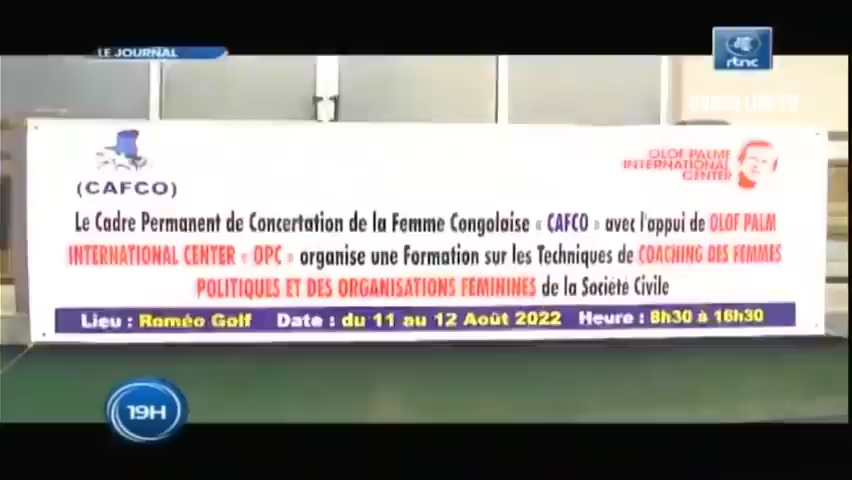 LE JOURNAL
rtnc
(CAFCO)
OLOF PALME
INTERNATIONAL
CENTER
Le Cadre Permanent de Concertation de la Femme Congolaise « CAFCO » avec l'appui de OLOF PALM
INTERNATIONAL CENTER « OPC » organise une Formation sur les Techniques de COACHING DES FEMMES
POLITIQUES ET DES ORGANISATIONS FEMININES de la Société Civile
Lieu : Roméo Golf Date : du 11 au 12 Août 2022 Heure : 8h30 à 16h30
19H